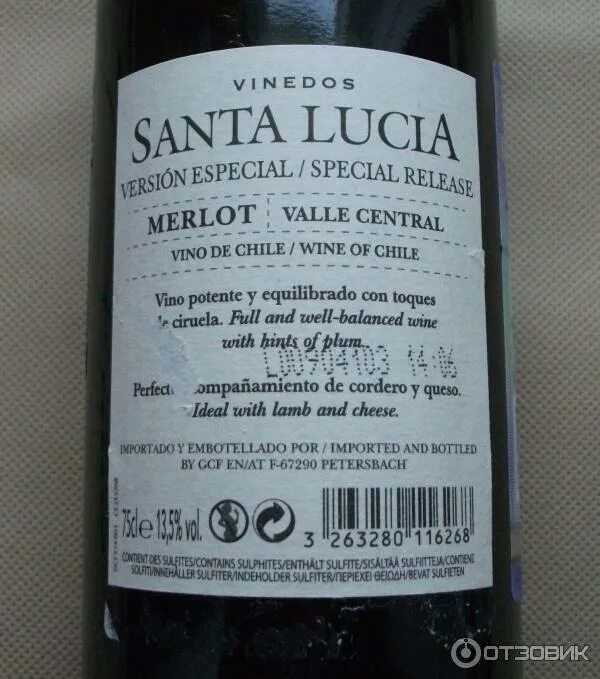 VINEDOS
SANTA LUCIA
VERSIÓN ESPECIAL / SPECIAL RELEASE
MERLOT VALLE CENTRAL
VINO DE CHILE / WINE OF CHILE
Vino potente y equilibrado con toques
ciruela. Full and well-balanced wine
with hints of plum.
L00904103 14:06
Perfect ompañamiento de cordero y queso.
Ideal with lamb and cheese.
IMPORTADO Y EMBOTELLADO POR / IMPORTED AND BOTTLED
BY GCF EN/AT F-67290 PETERSBACH
75cl e 13,5% vol.
3 263280 116268
CONTIENT DES SULFITES/CONTAINS SULPHITES/ENTHÄLT SULFITE/SISÄLTÄÄ SULFIITTEJA/CONTIENE
SOLFITI/INNEHÅLLER SULFITER/INDEHOLDER SULFITER/ΠΕΡΙΕΧΕΙ ΘΕΙΩΔΗ/BEVAT SULFIETEN
ОТЗОВИК